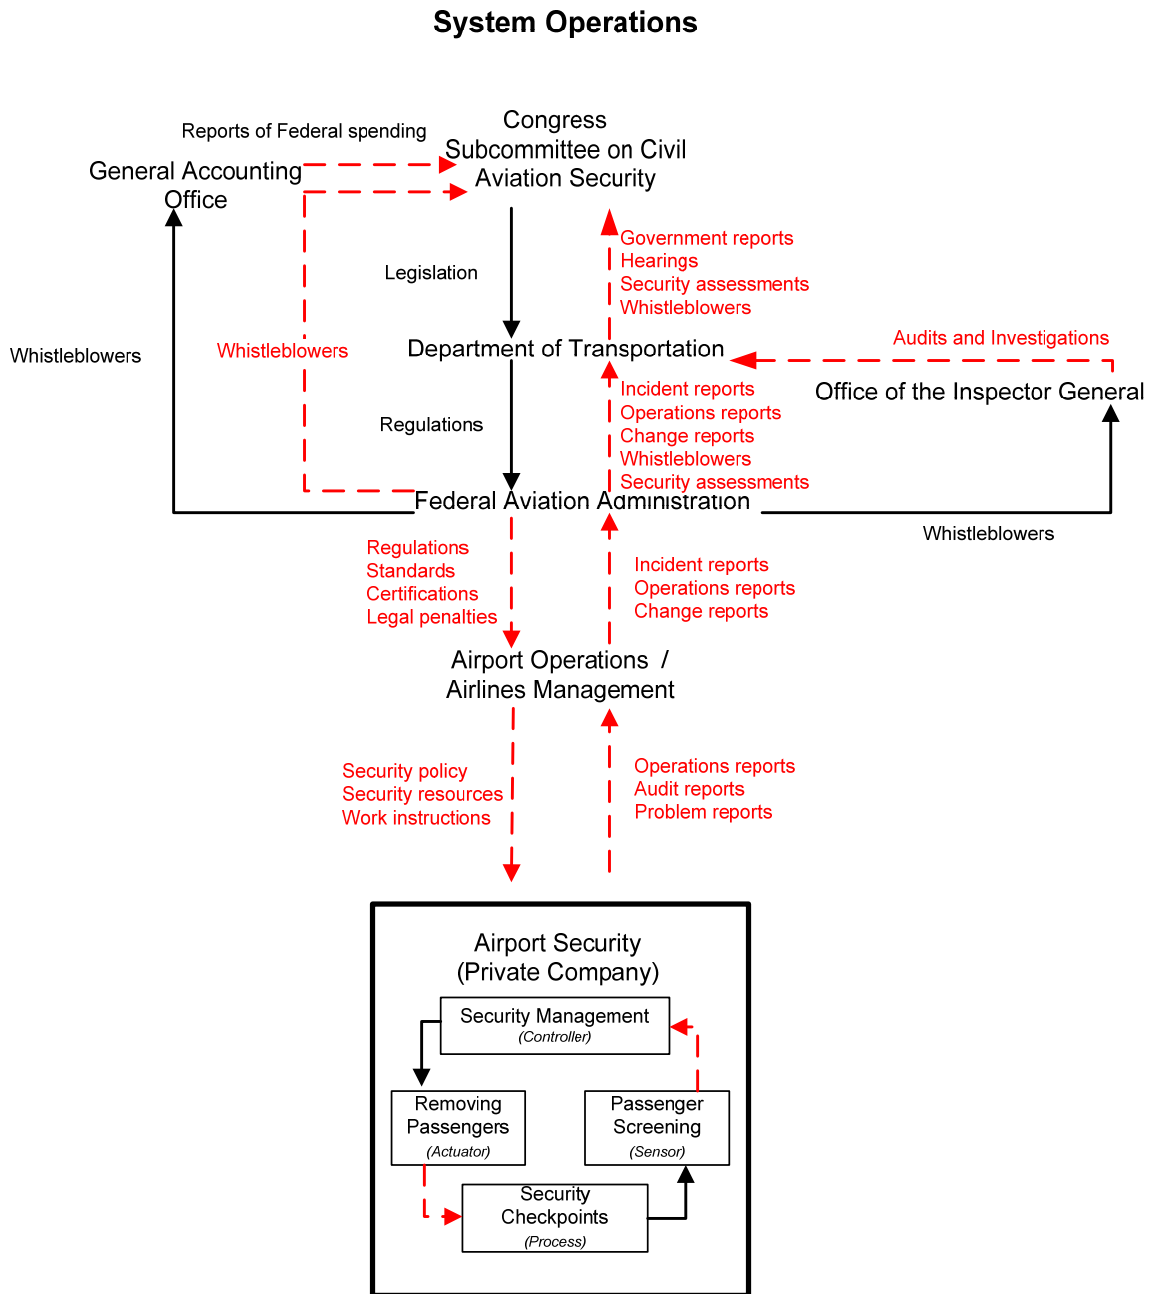 System Operations
Congress
Subcommittee on Civil
Aviation Security
Reports of Federal spending
General Accounting
Office
Legislation
Government reports
Hearings
Security assessments
Whistleblowers
Whistleblowers
Whistleblowers
Department of Transportation
Audits and Investigations
Office of the Inspector General
Regulations
Incident reports
Operations reports
Change reports
Whistleblowers
Security assessments
Federal Aviation Administration
Whistleblowers
Regulations
Standards
Certifications
Legal penalties
Incident reports
Operations reports
Change reports
Airport Operations /
Airlines Management
Security policy
Security resources
Work instructions
Operations reports
Audit reports
Problem reports
Airport Security
(Private Company)
Security Management
(Controller)
Removing
Passengers
(Actuator)
Passenger
Screening
(Sensor)
Security
Checkpoints
(Process)